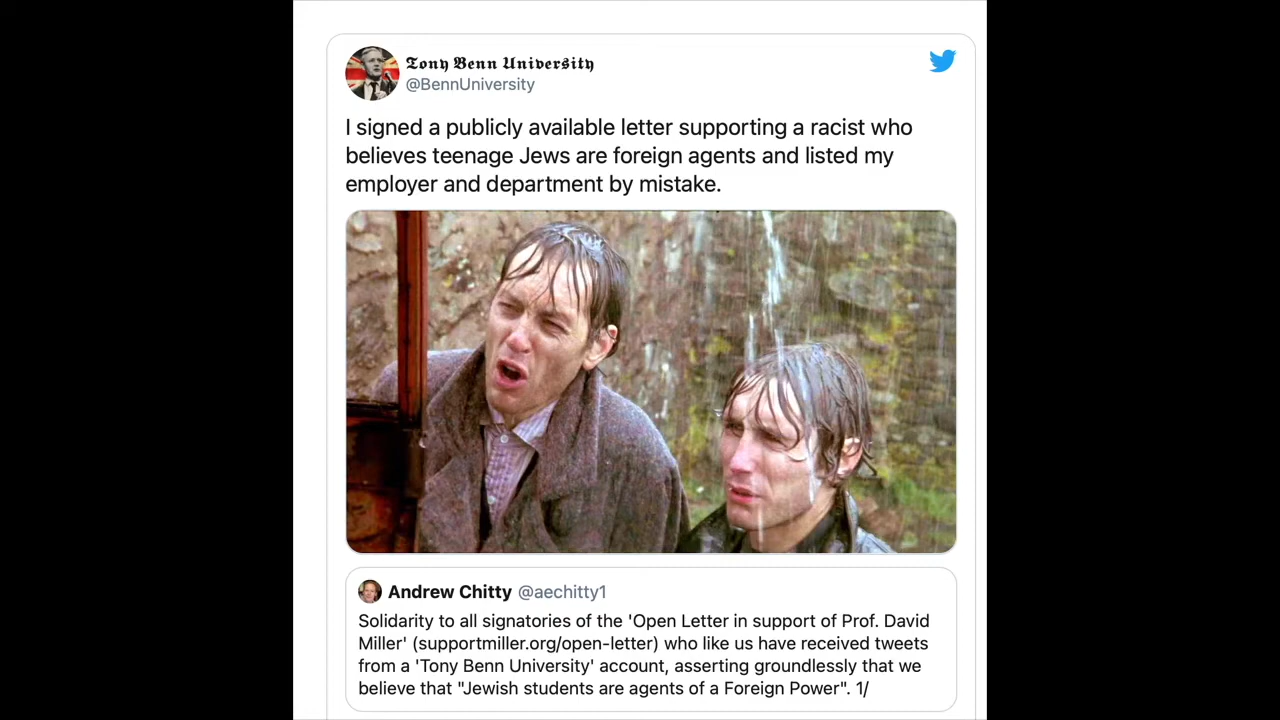 Tony Benn University
@BennUniversity
I signed a publicly available letter supporting a racist who
believes teenage Jews are foreign agents and listed my
employer and department by mistake.
Andrew Chitty @aechitty1
Solidarity to all signatories of the 'Open Letter in support of Prof. David
Miller' (supportmiller.org/open-letter) who like us have received tweets
from a 'Tony Benn University' account, asserting groundlessly that we
believe that "Jewish students are agents of a Foreign Power". 1/